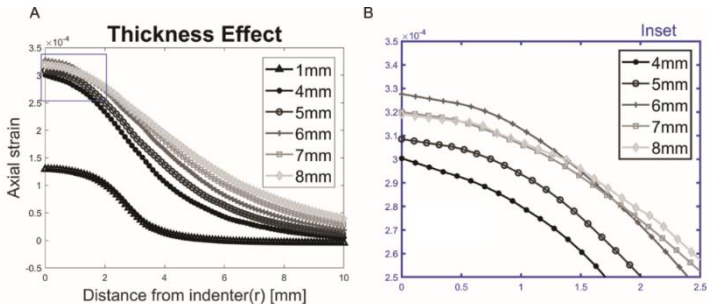 A
Thickness Effect
×10⁻⁴
3.5
3
2.5
2
1.5
1
0.5
0
-0.5
Axial strain
0
2
4
6
8
10
Distance from indenter(r) [mm]
1mm
4mm
5mm
6mm
7mm
8mm
B
Inset
×10⁻⁴
3.5
3.4
3.3
3.2
3.1
3
2.9
2.8
2.7
2.6
2.5
0
0.5
1
1.5
2
2.5
4mm
5mm
6mm
7mm
8mm